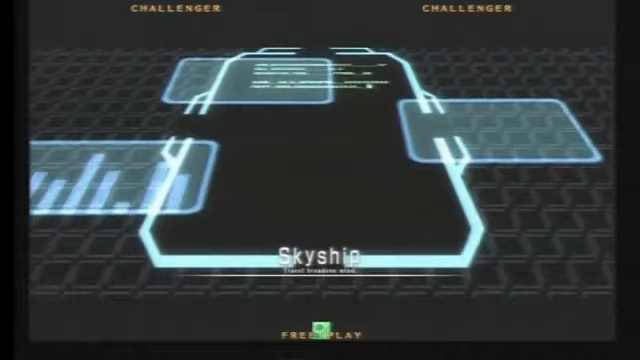 CHALLENGER
CHALLENGER
Skyship
Travel broadens mind.
FREE PLAY